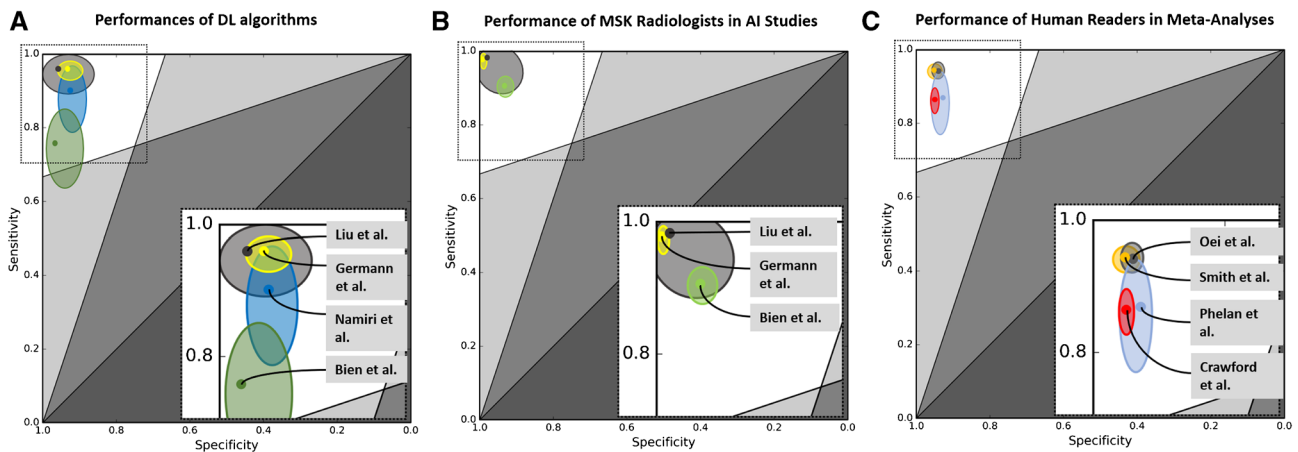 A
Performances of DL algorithms
1.0
0.8
0.6
0.4
0.2
0.0
Sensitivity
1.0
0.8
0.6
0.4
0.2
0.0
Specificity
1.0
0.8
Liu et al.
Germann
et al.
Namiri et
al.
Bien et al.
B
Performance of MSK Radiologists in AI Studies
1.0
0.8
0.6
0.4
0.2
0.0
Sensitivity
1.0
0.8
0.6
0.4
0.2
0.0
Specificity
1.0
0.8
Liu et al.
Germann
et al.
Bien et al.
C
Performance of Human Readers in Meta-Analyses
1.0
0.8
0.6
0.4
0.2
0.0
Sensitivity
1.0
0.8
0.6
0.4
0.2
0.0
Specificity
1.0
0.8
Oei et al.
Smith et al.
Phelan et
al.
Crawford
et al.